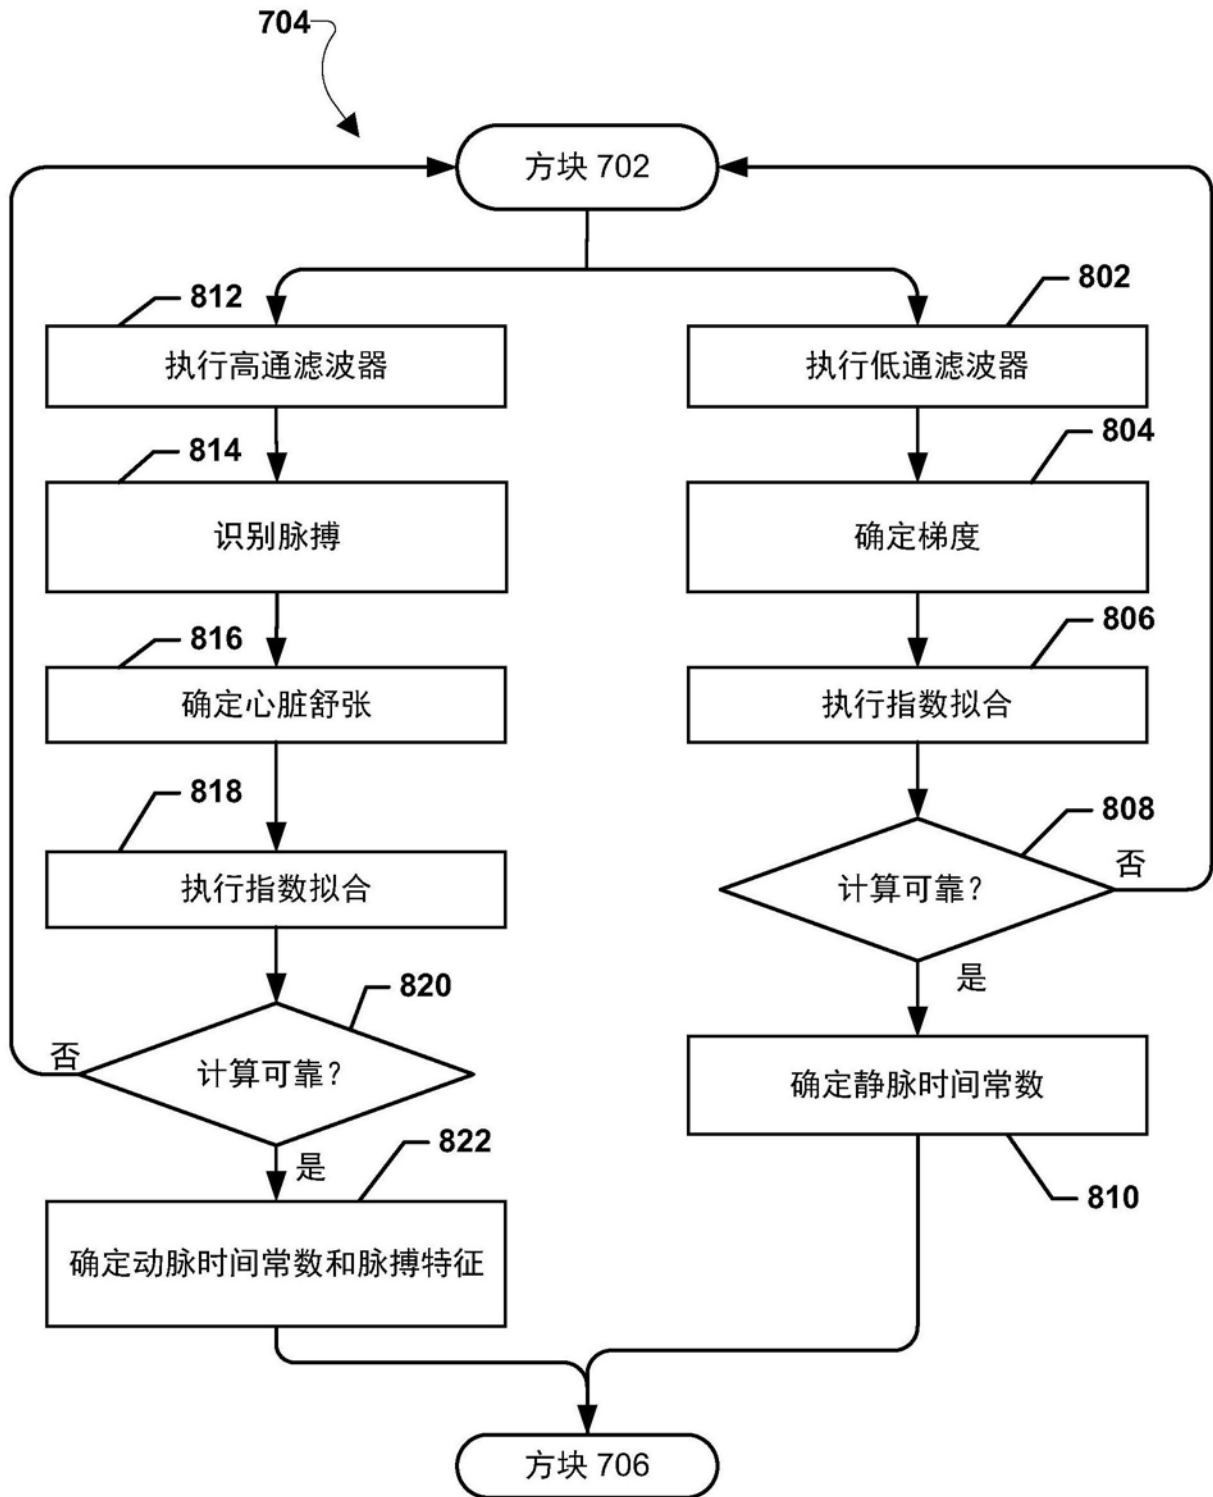 704
方块 702
812
执行高通滤波器
814
识别脉搏
816
确定心脏舒张
818
执行指数拟合
820
计算可靠?
否
是
822
确定动脉时间常数和脉搏特征
802
执行低通滤波器
804
确定梯度
806
执行指数拟合
808
计算可靠?
否
是
确定静脉时间常数
810
方块 706